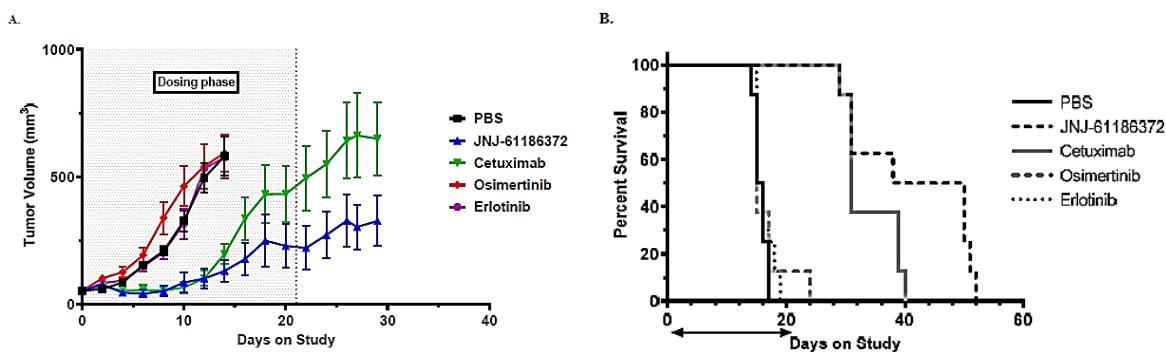 A.
B.
1000
500
0
Tumor Volume (mm³)
Dosing phase
0 10 20 30 40
Days on Study
PBS
JNJ-61186372
Cetuximab
Osimertinib
Erlotinib
100
80
60
40
20
0
Percent Survival
0 20 40 60
Days on Study
PBS
JNJ-61186372
Cetuximab
Osimertinib
Erlotinib